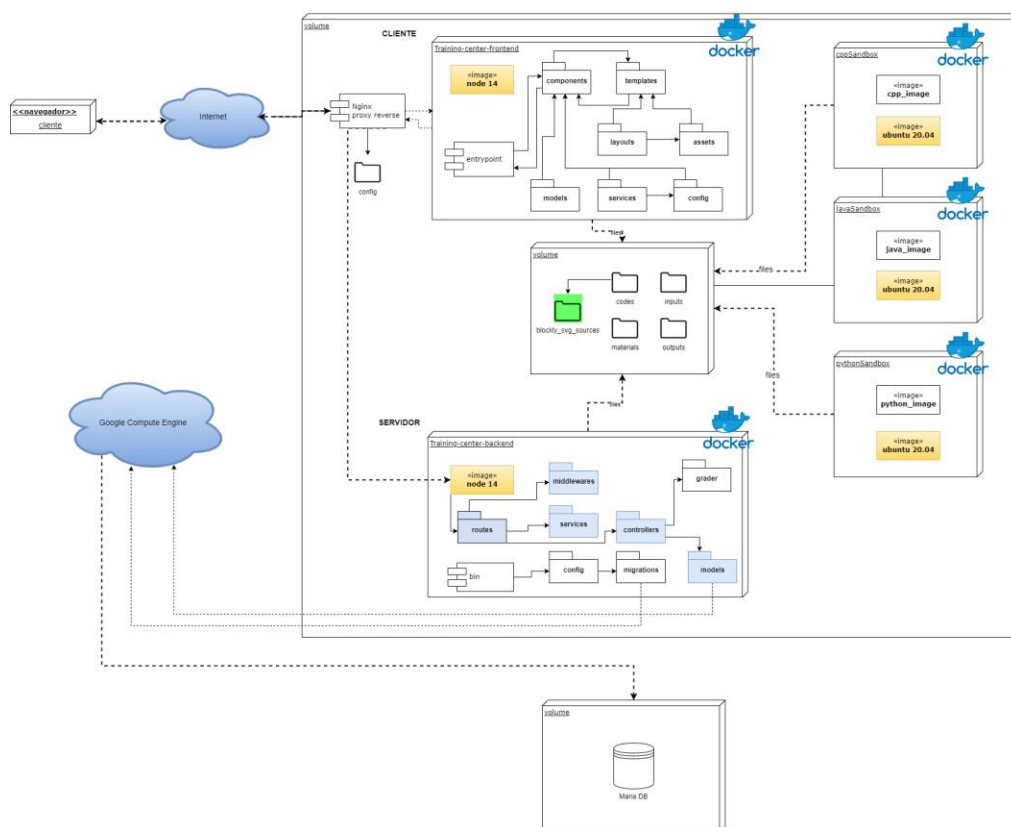 volume
CLIENTE
docker
Training-center-frontend
«image»
node 14
components
templates
layouts
assets
entrypoint
models
services
config
<<navegador>>
cliente
Internet
Nginx
proxy reverse
config
docker
cppSandbox
«image»
cpp_image
«image»
ubuntu 20.04
docker
JavaSandbox
«image»
java_image
«image»
ubuntu 20.04
docker
pythonSandbox
«image»
python_image
«image»
ubuntu 20.04
files
files
files
files
volume
codes
inputs
blockly_svg_sources
materials
outputs
Google Compute Engine
SERVIDOR
docker
Training-center-backend
«image»
node 14
middlewares
grader
routes
services
controllers
bin
config
migrations
models
volume
Maria DB